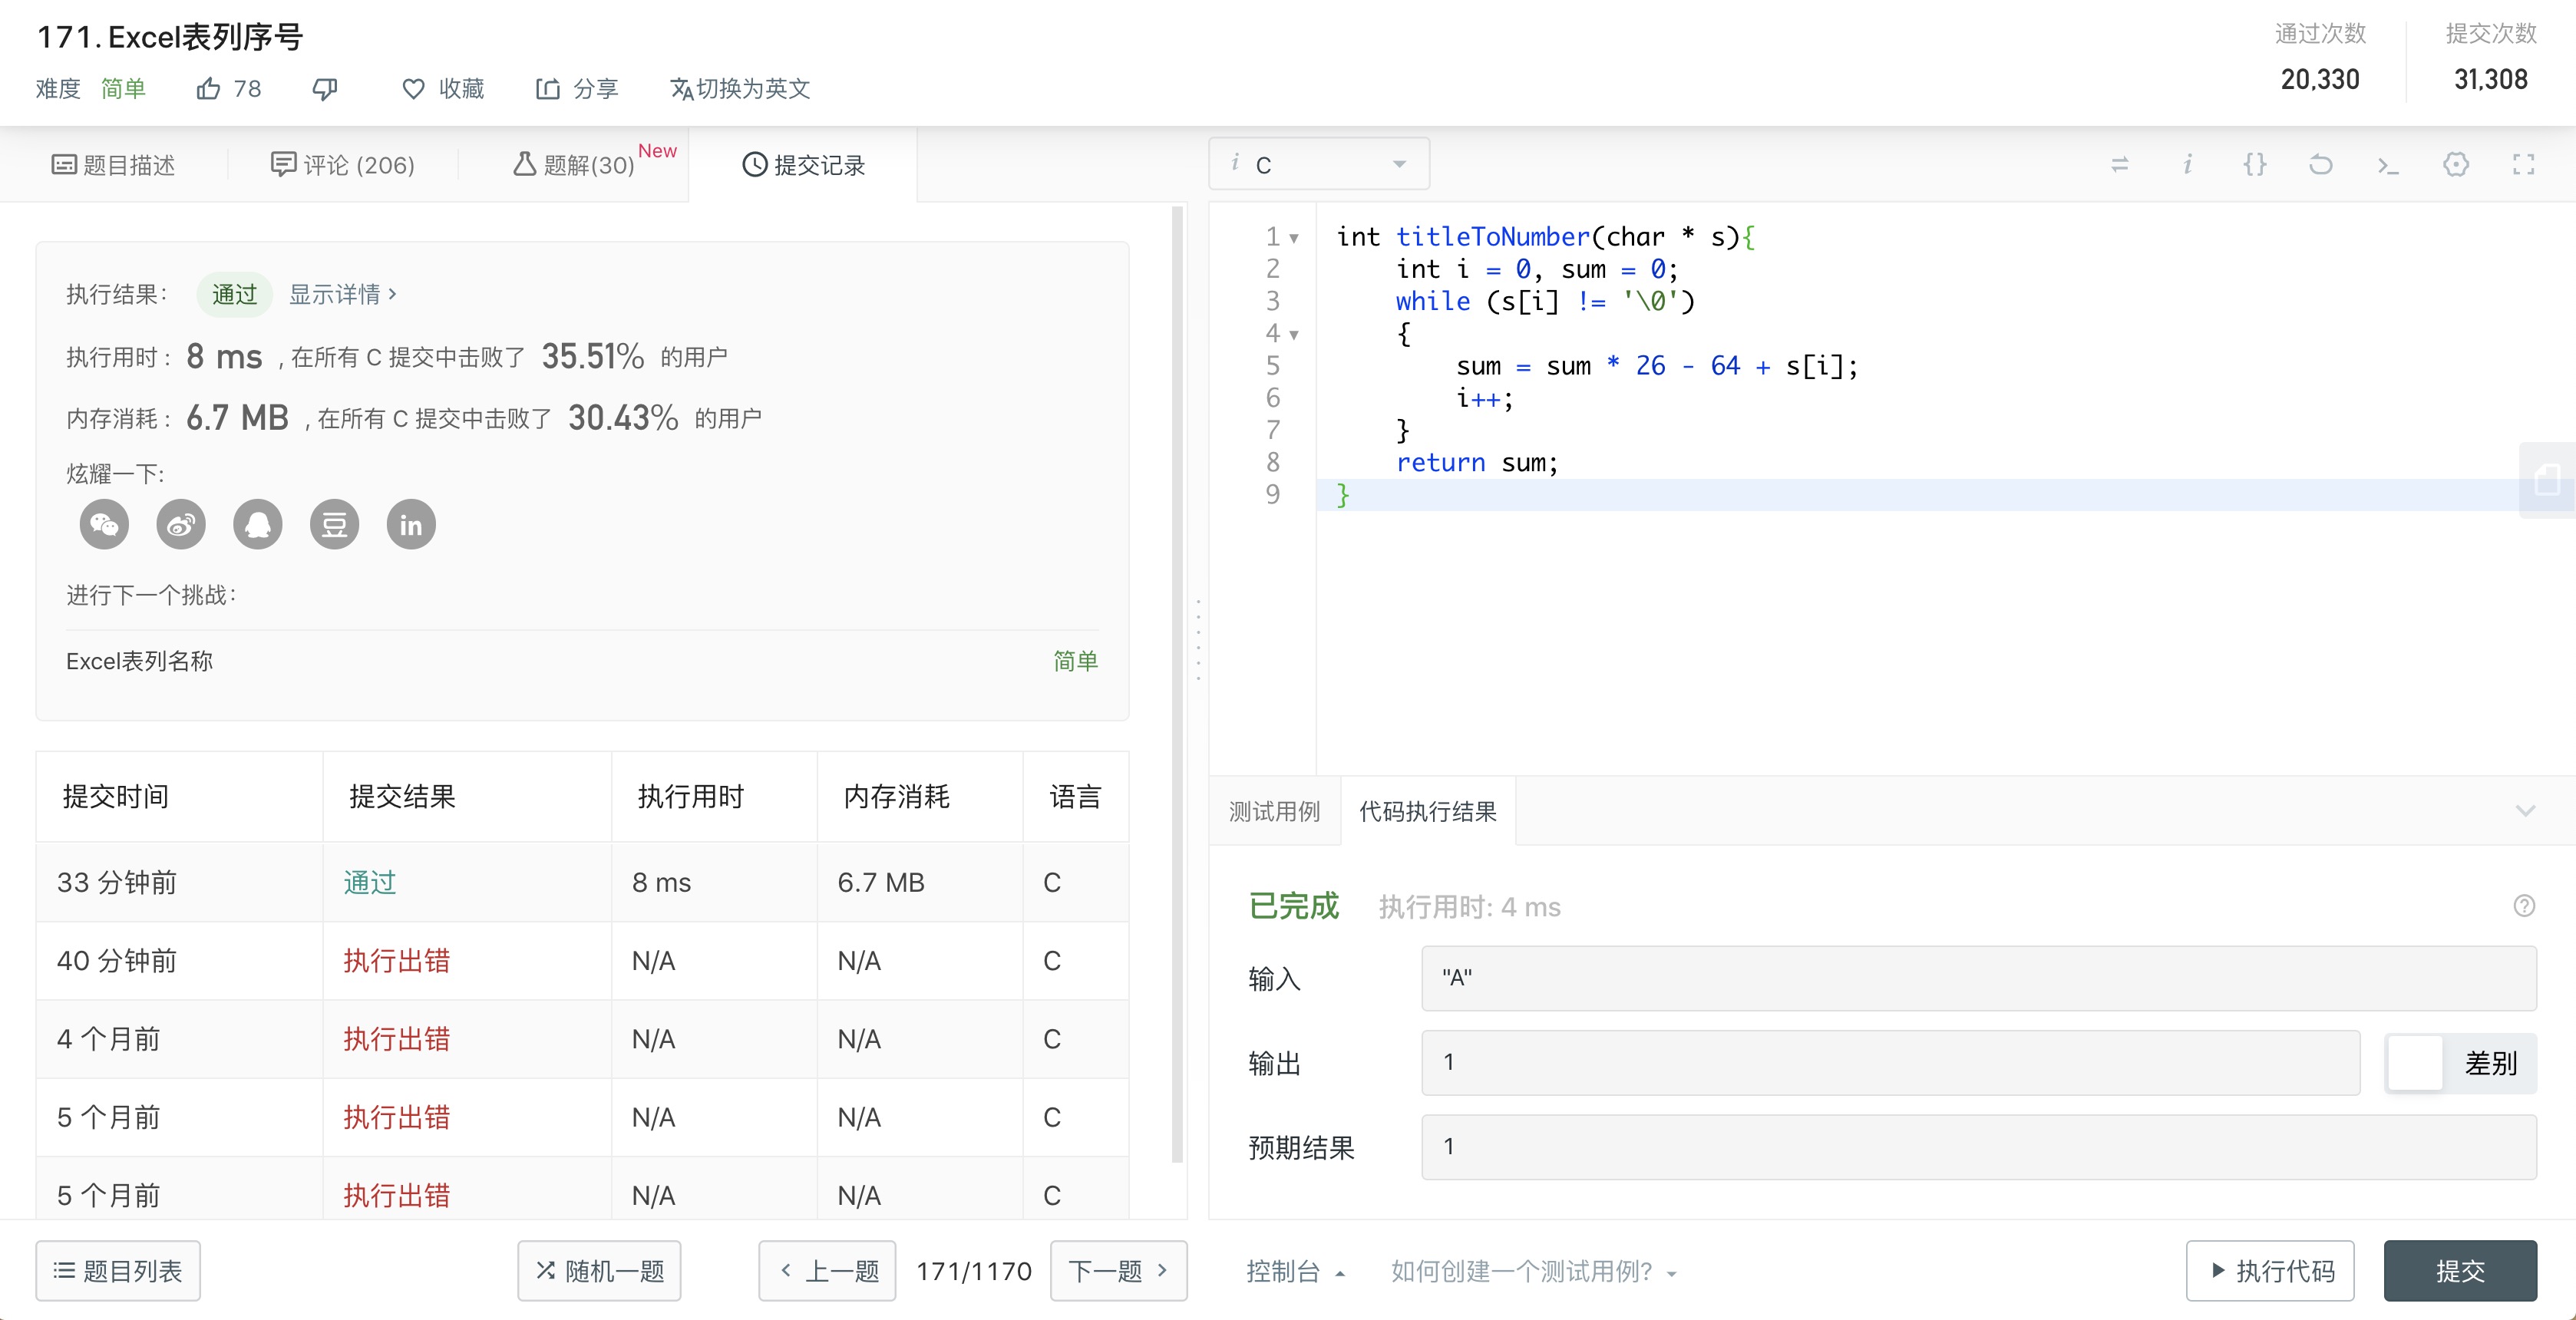 171. Excel表列序号
难度 简单 78 收藏 分享 切换为英文
通过次数 提交次数
20,330 31,308
题目描述 评论 (206) 题解(30) New 提交记录
执行结果： 通过 显示详情 >
执行用时 : 8 ms , 在所有 C 提交中击败了 35.51% 的用户
内存消耗 : 6.7 MB , 在所有 C 提交中击败了 30.43% 的用户
炫耀一下:
豆 in
进行下一个挑战：
Excel表列名称 简单
提交时间 提交结果 执行用时 内存消耗 语言
33 分钟前 通过 8 ms 6.7 MB C
40 分钟前 执行出错 N/A N/A C
4 个月前 执行出错 N/A N/A C
5 个月前 执行出错 N/A N/A C
5 个月前 执行出错 N/A N/A C
题目列表 随机一题 < 上一题 171/1170 下一题 >
i C
i {} >_
1 int titleToNumber(char * s){
2 int i = 0, sum = 0;
3 while (s[i] != '\0')
4 {
5 sum = sum * 26 - 64 + s[i];
6 i++;
7 }
8 return sum;
9 }
测试用例 代码执行结果
已完成 执行用时: 4 ms ?
输入 "A"
输出 1 差别
预期结果 1
控制台 如何创建一个测试用例? 执行代码 提交